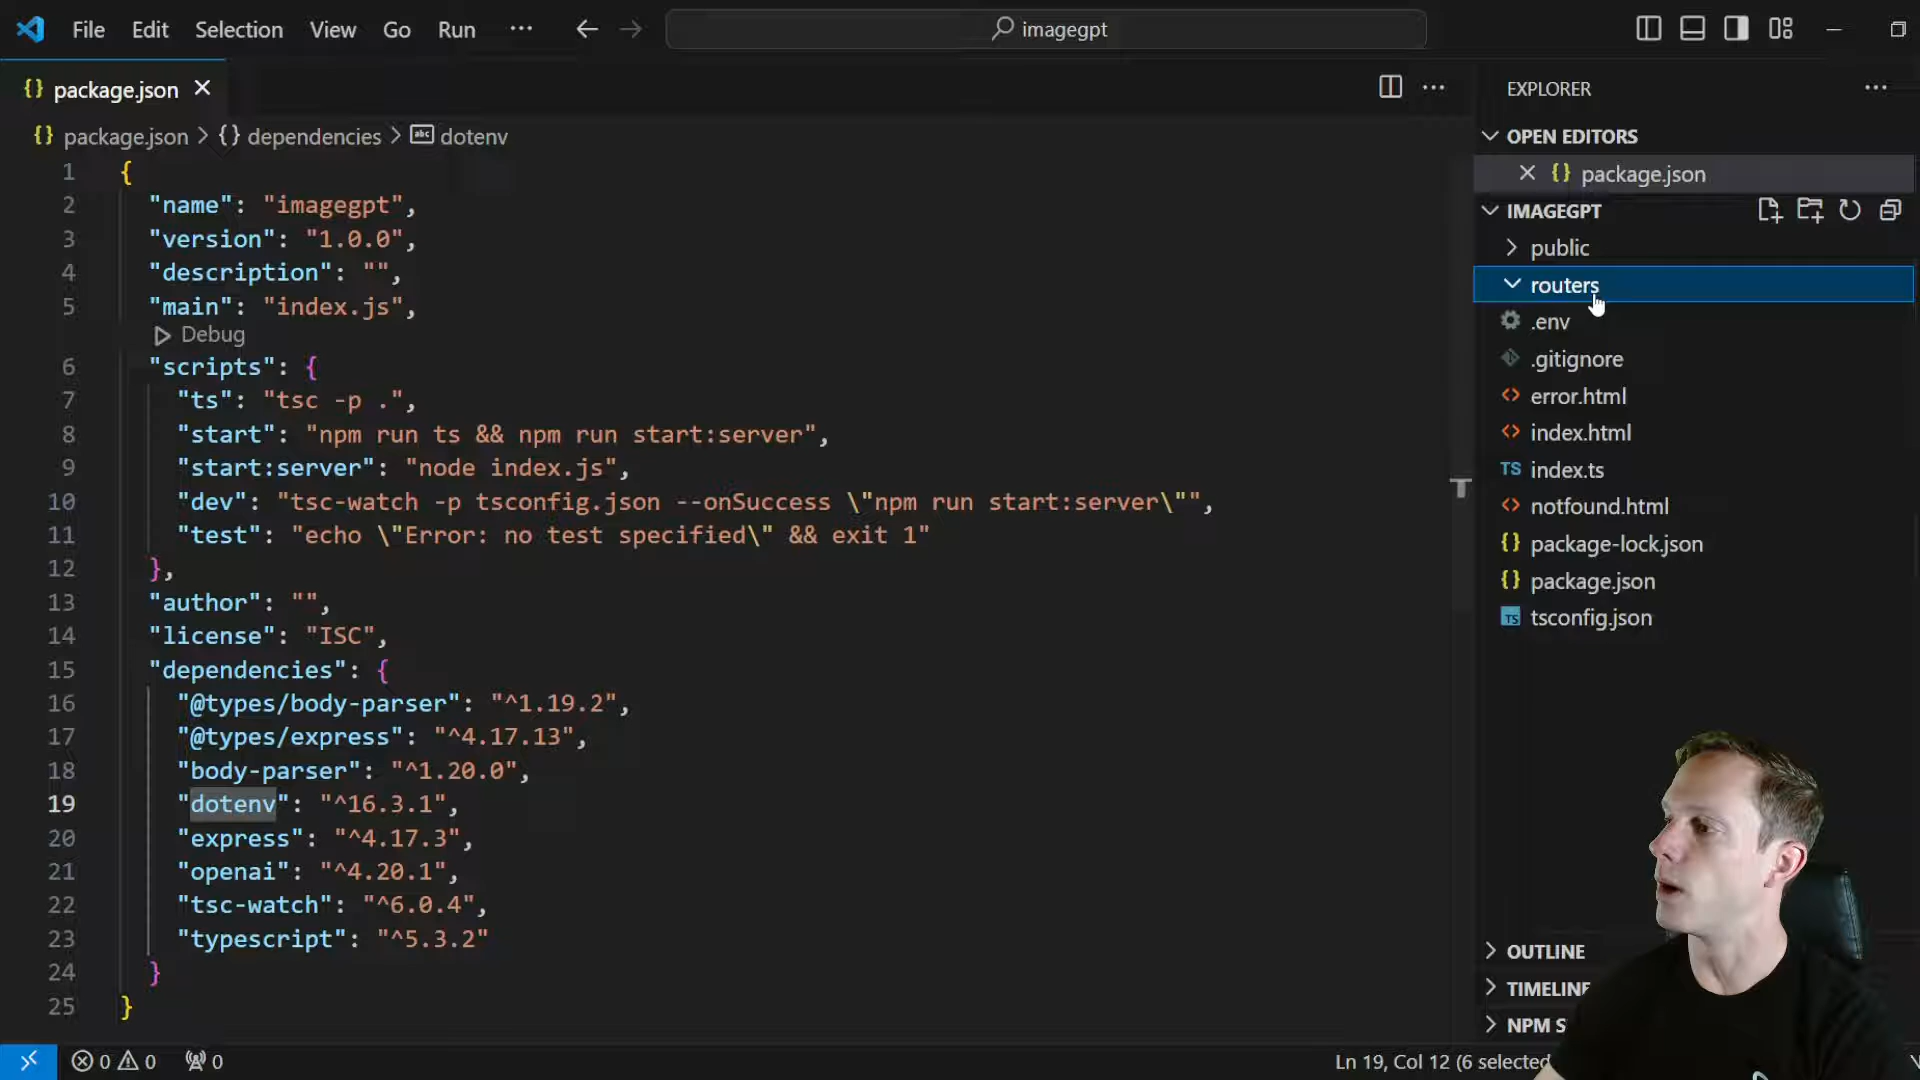 File Edit Selection View Go Run ··· imagegpt
package.json
package.json > {} dependencies > abc dotenv
1 {
2 "name": "imagegpt",
3 "version": "1.0.0",
4 "description": "",
5 "main": "index.js",
Debug
6 "scripts": {
7 "ts": "tsc -p .",
8 "start": "npm run ts && npm run start:server",
9 "start:server": "node index.js",
10 "dev": "tsc-watch -p tsconfig.json --onSuccess \"npm run start:server\"",
11 "test": "echo \"Error: no test specified\" && exit 1"
12 },
13 "author": "",
14 "license": "ISC",
15 "dependencies": {
16 "@types/body-parser": "^1.19.2",
17 "@types/express": "^4.17.13",
18 "body-parser": "^1.20.0",
19 "dotenv": "^16.3.1",
20 "express": "^4.17.3",
21 "openai": "^4.20.1",
22 "tsc-watch": "^6.0.4",
23 "typescript": "^5.3.2"
24 }
25 }
EXPLORER
OPEN EDITORS
{} package.json
IMAGEGPT
public
routers
.env
.gitignore
<> error.html
<> index.html
TS index.ts
<> notfound.html
{} package-lock.json
{} package.json
TS tsconfig.json
OUTLINE
TIMELINE
NPM S
0 0 0
Ln 19, Col 12 (6 selected